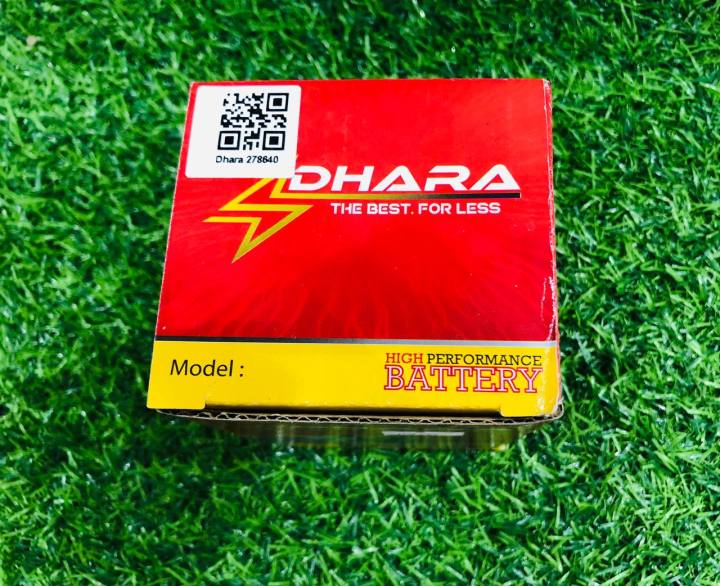 Dhara 278640
DHARA
THE BEST. FOR LESS
Model :
HIGH PERFORMANCE
BATTERY